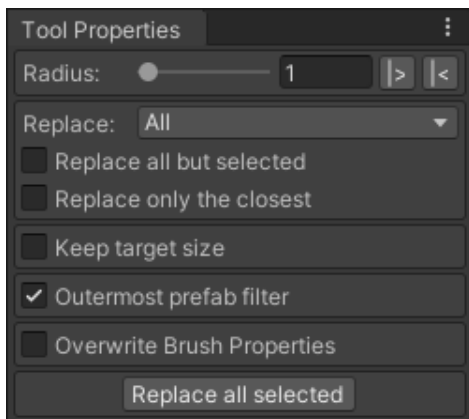 Tool Properties
Radius: 1 |> |<
Replace: All
Replace all but selected
Replace only the closest
Keep target size
Outermost prefab filter
Overwrite Brush Properties
Replace all selected